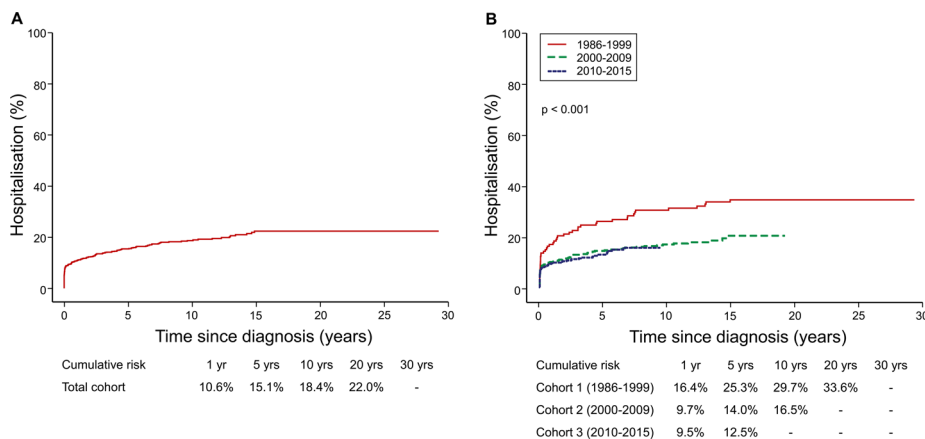 A
Hospitalisation (%)
100
80
60
40
20
0
0 5 10 15 20 25 30
Time since diagnosis (years)
Cumulative risk 1 yr 5 yrs 10 yrs 20 yrs 30 yrs
Total cohort 10.6% 15.1% 18.4% 22.0% -
B
Hospitalisation (%)
100
80
60
40
20
0
1986-1999
2000-2009
2010-2015
p < 0.001
0 5 10 15 20 25 30
Time since diagnosis (years)
Cumulative risk 1 yr 5 yrs 10 yrs 20 yrs 30 yrs
Cohort 1 (1986-1999) 16.4% 25.3% 29.7% 33.6% -
Cohort 2 (2000-2009) 9.7% 14.0% 16.5% - -
Cohort 3 (2010-2015) 9.5% 12.5% - - -